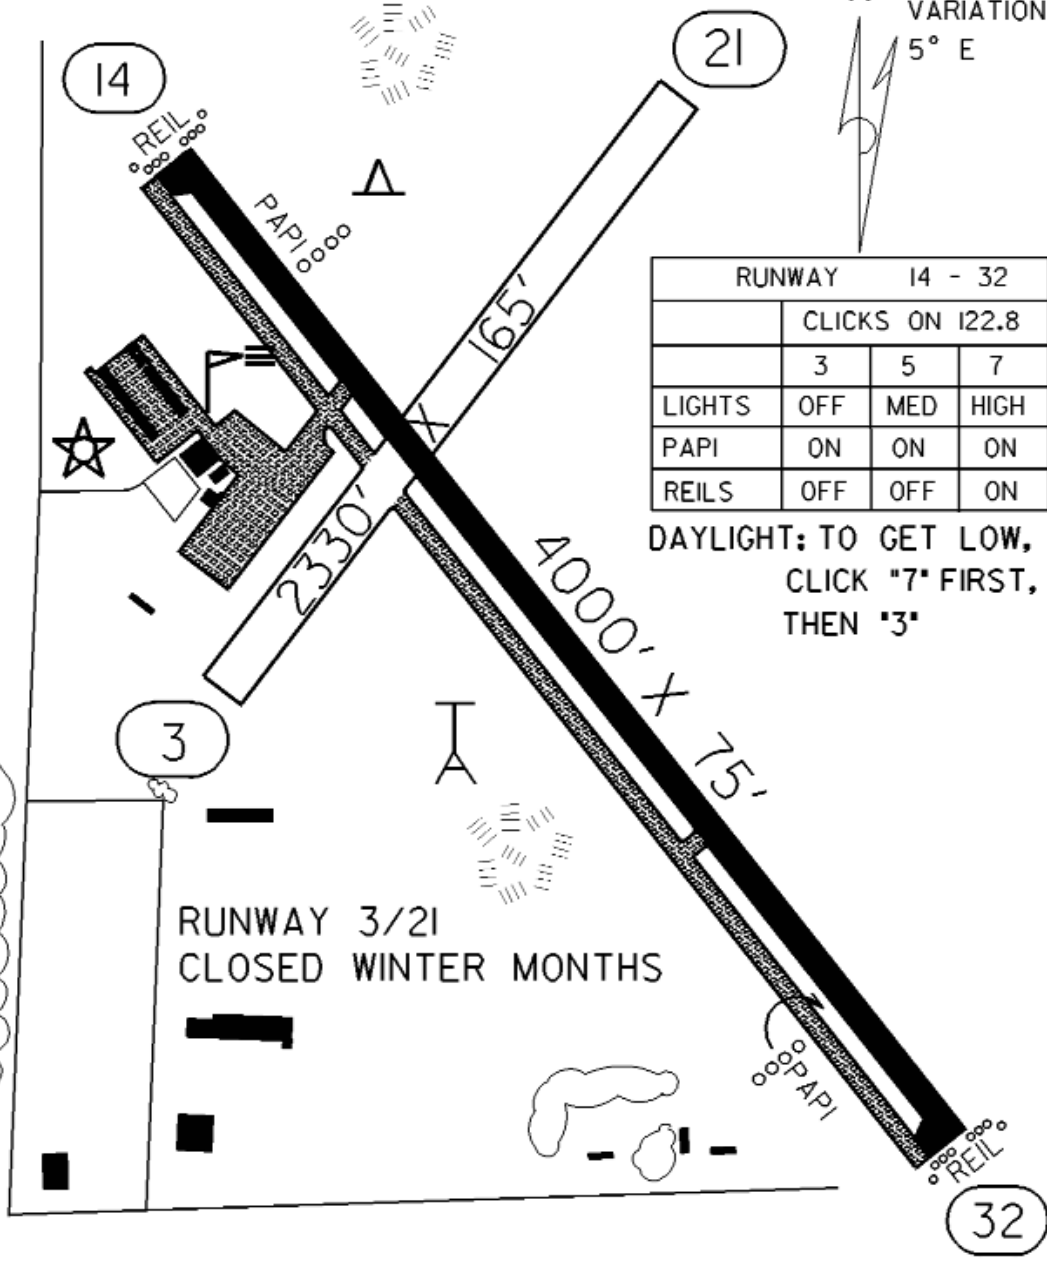 VARIATION
5° E
21
14
REIL
PAPI
RUNWAY 14 - 32
CLICKS ON 122.8
3 5 7
LIGHTS OFF MED HIGH
PAPI ON ON ON
REILS OFF OFF ON
DAYLIGHT: TO GET LOW,
CLICK "7" FIRST,
THEN "3"
2330' X 165'
4000' X 75'
3
RUNWAY 3/21
CLOSED WINTER MONTHS
PAPI
REIL
32